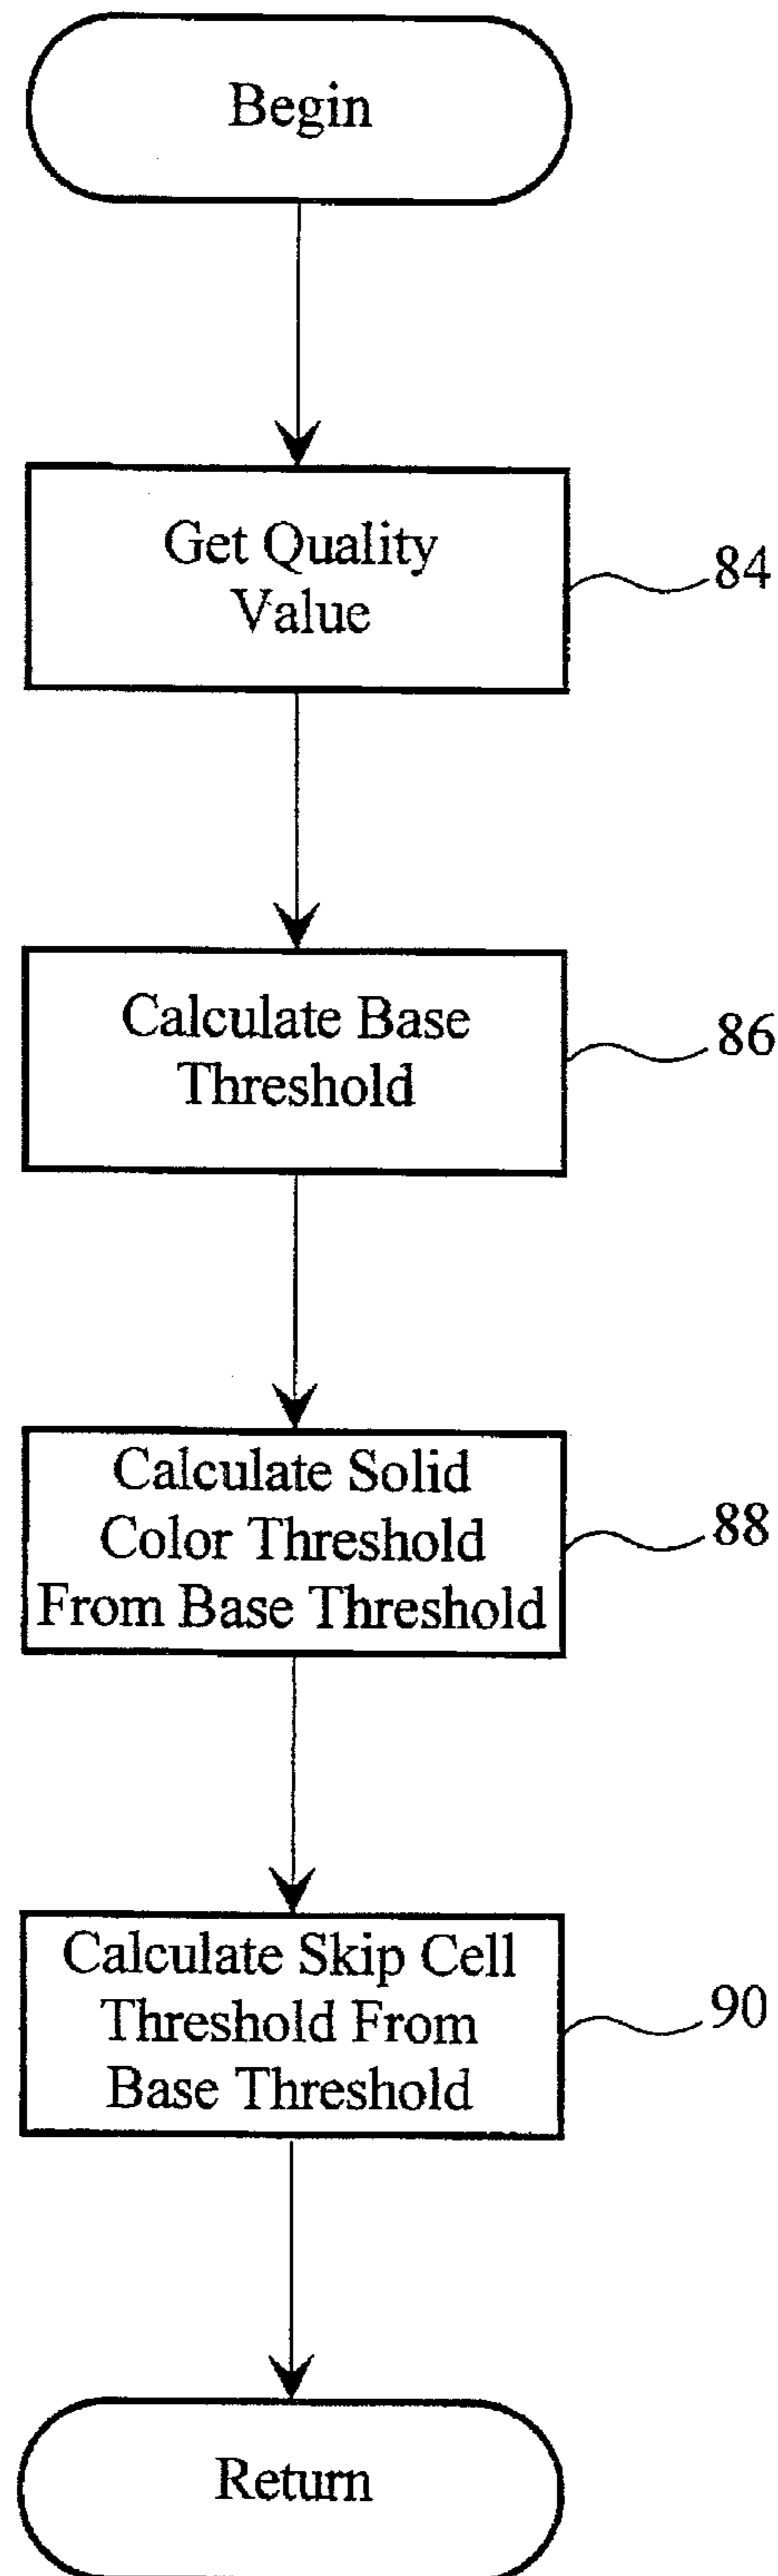 Begin
Get Quality
Value
84
Calculate Base
Threshold
86
Calculate Solid
Color Threshold
From Base Threshold
88
Calculate Skip Cell
Threshold From
Base Threshold
90
Return